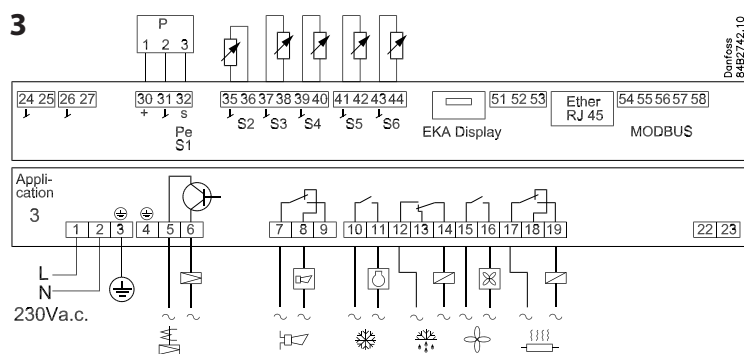 3
P
1 2 3
Danfoss
84B2742.10
24 25 26 27 30 31 32 35 36 37 38 39 40 41 42 43 44 51 52 53 54 55 56 57 58
+ s
Pe
S1
S2 S3 S4 S5 S6
EKA Display
Ether
RJ 45
MODBUS
Appli-
cation
3
1 2 3 4 5 6 7 8 9 10 11 12 13 14 15 16 17 18 19 22 23
L
N
230Va.c.